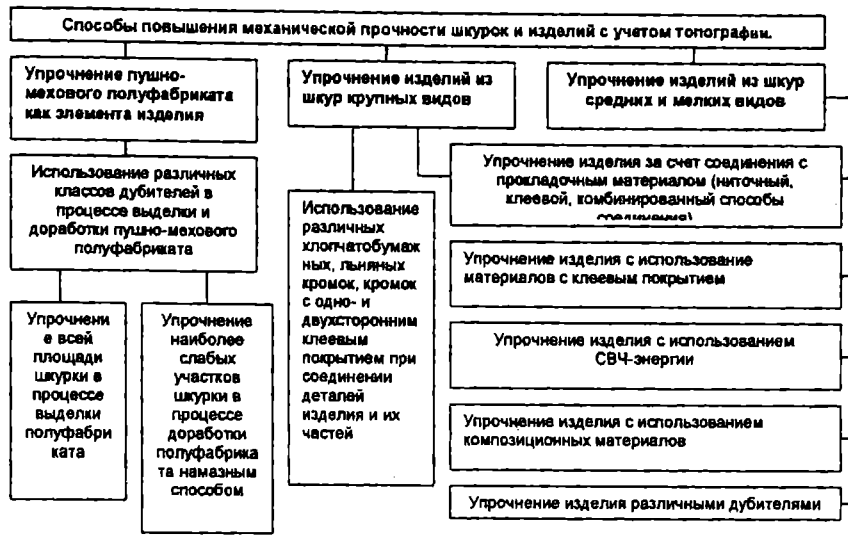 Способы повышения механической прочности шкурок и изделий с учетом топографии.
Упрочнение пушно-
мехового полуфабриката
как элемента изделия
Упрочнение изделий из
шкур крупных видов
Упрочнение изделий из шкур
средних и мелких видов
Использование различных
классов дубителей в
процессе выделки и
доработки пушно-мехового
полуфабриката
Упрочнени
е всей
площади
шкурки в
процессе
выделки
полуфабри
ката
Упрочнение
наиболее
слабых
участков
шкурки в
процессе
доработки
полуфабрика
та намазным
способом
Использование
различных
хлопчатобумаж
ных, льняных
кромок, кромок
с одно- и
двухсторонним
клеевым
покрытием при
соединении
деталей
изделия и их
частей
Упрочнение изделия за счет соединения с
прокладочным материалом (ниточный,
клеевой, комбинированный способы
соединения)
Упрочнение изделия с использование
материалов с клеевым покрытием
Упрочнение изделия с использованием
СВЧ-энергии
Упрочнение изделия с использованием
композиционных материалов
Упрочнение изделия различными дубителями